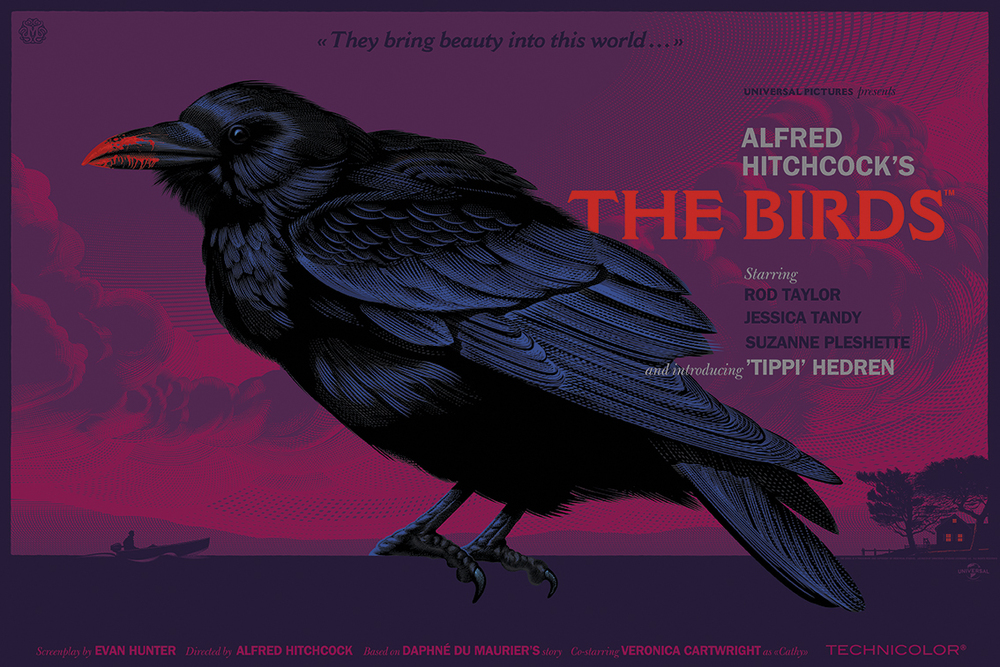 « They bring beauty into this world... »
UNIVERSAL PICTURES presents
ALFRED
HITCHCOCK'S
THE BIRDS™
Starring
ROD TAYLOR
JESSICA TANDY
SUZANNE PLESHETTE
and introducing 'TIPPI' HEDREN
UNIVERSAL
Screenplay by EVAN HUNTER Directed by ALFRED HITCHCOCK Based on DAPHNÉ DU MAURIER'S story Co-starring VERONICA CARTWRIGHT as «Cathy» TECHNICOLOR®